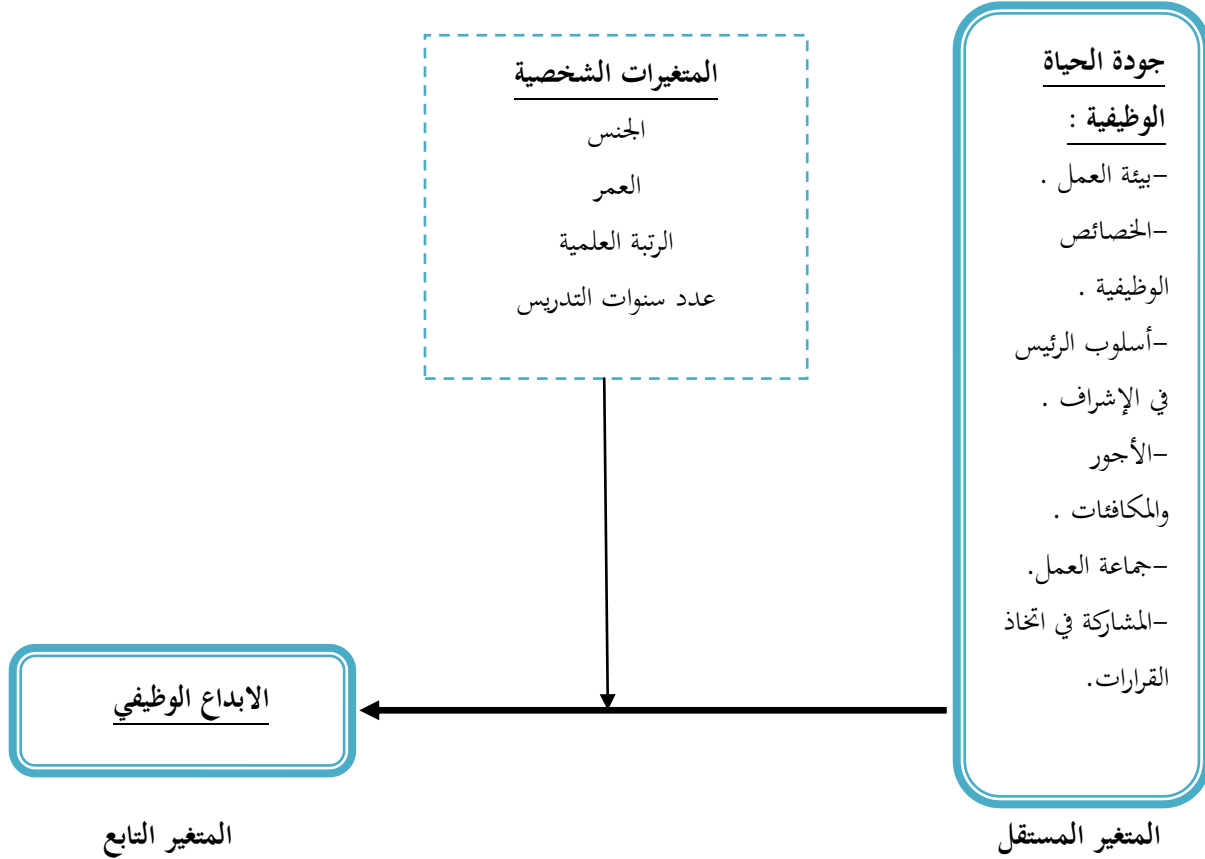 جودة الحياة
الوظيفية :
-بيئة العمل .
-الخصائص
الوظيفية .
-أسلوب الرئيس
في الإشراف .
-الأجور
والمكافئات .
-جماعة العمل.
-المشاركة في اتخاذ
القرارات.
المتغيرات الشخصية
الجنس
العمر
الرتبة العلمية
عدد سنوات التدريس
الابداع الوظيفي
المتغير المستقل
المتغير التابع